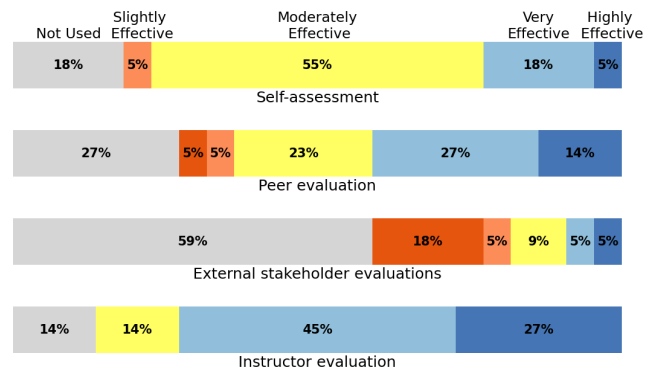 Not Used Slightly Effective Moderately Effective Very Effective Highly Effective
18% 5% 55% 18% 5%
Self-assessment
27% 5% 5% 23% 27% 14%
Peer evaluation
59% 18% 5% 9% 5% 5%
External stakeholder evaluations
14% 14% 45% 27%
Instructor evaluation